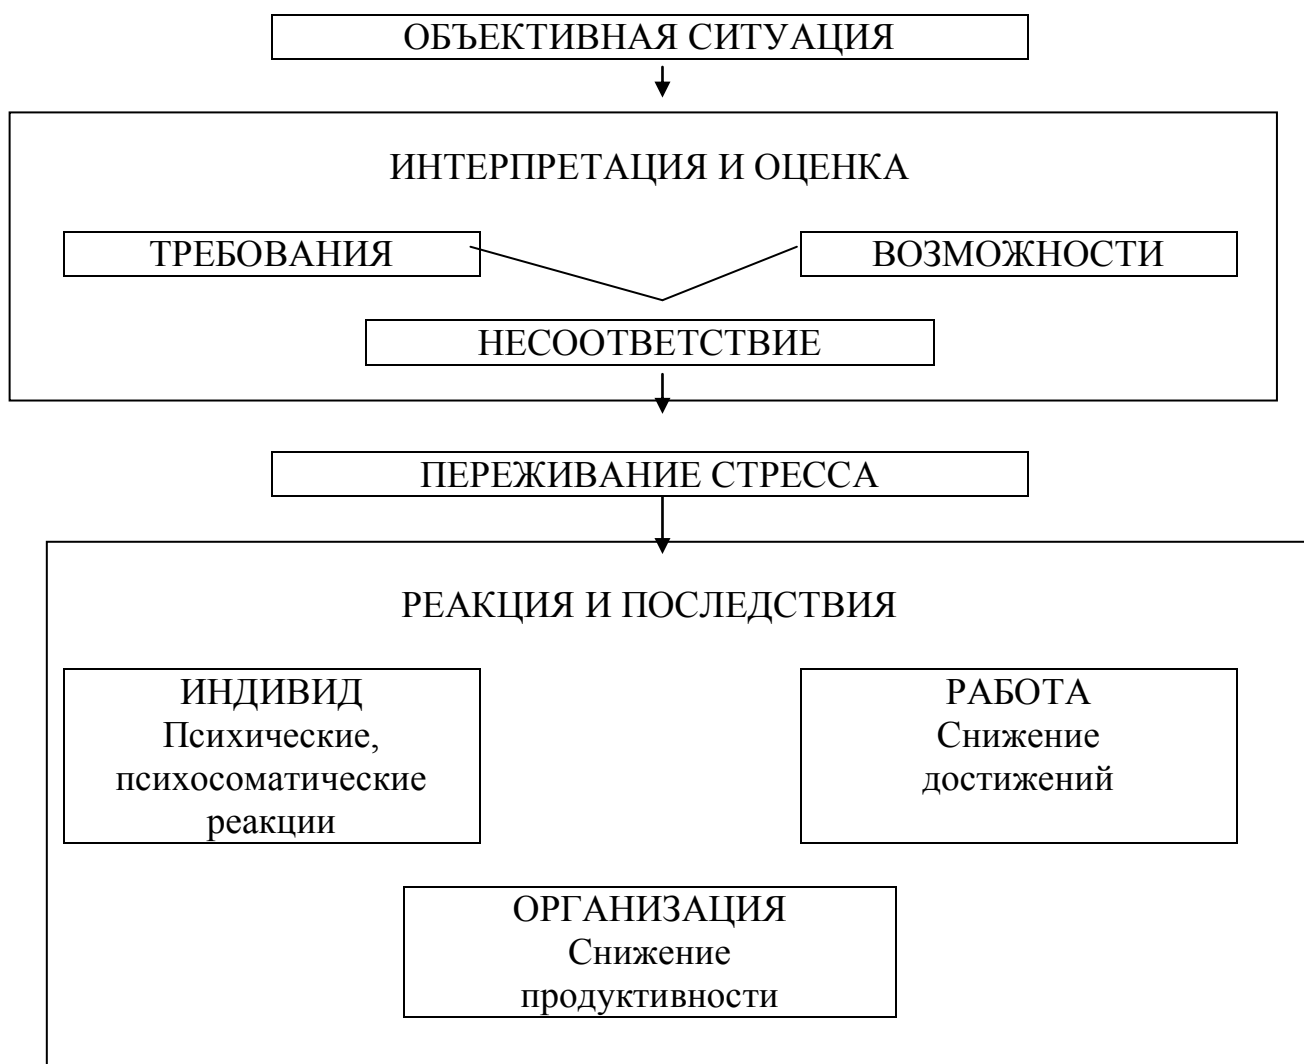 ОБЪЕКТИВНАЯ СИТУАЦИЯ
ИНТЕРПРЕТАЦИЯ И ОЦЕНКА
ТРЕБОВАНИЯ
ВОЗМОЖНОСТИ
НЕСООТВЕТСТВИЕ
ПЕРЕЖИВАНИЕ СТРЕССА
РЕАКЦИЯ И ПОСЛЕДСТВИЯ
ИНДИВИД
Психические,
психосоматические
реакции
РАБОТА
Снижение
достижений
ОРГАНИЗАЦИЯ
Снижение
продуктивности